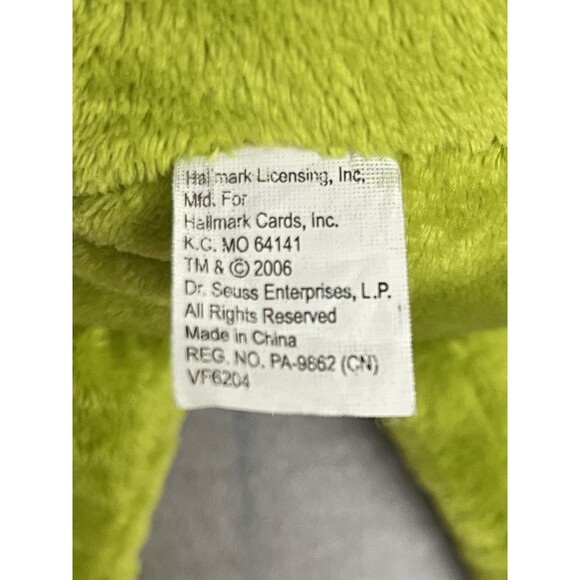 Hallmark Licensing, Inc.
Mfd. For
Hallmark Cards, Inc.
K.C. MO 64141
TM & © 2006
Dr. Seuss Enterprises, L.P.
All Rights Reserved
Made in China
REG. NO. PA-9862 (CN)
VF6204